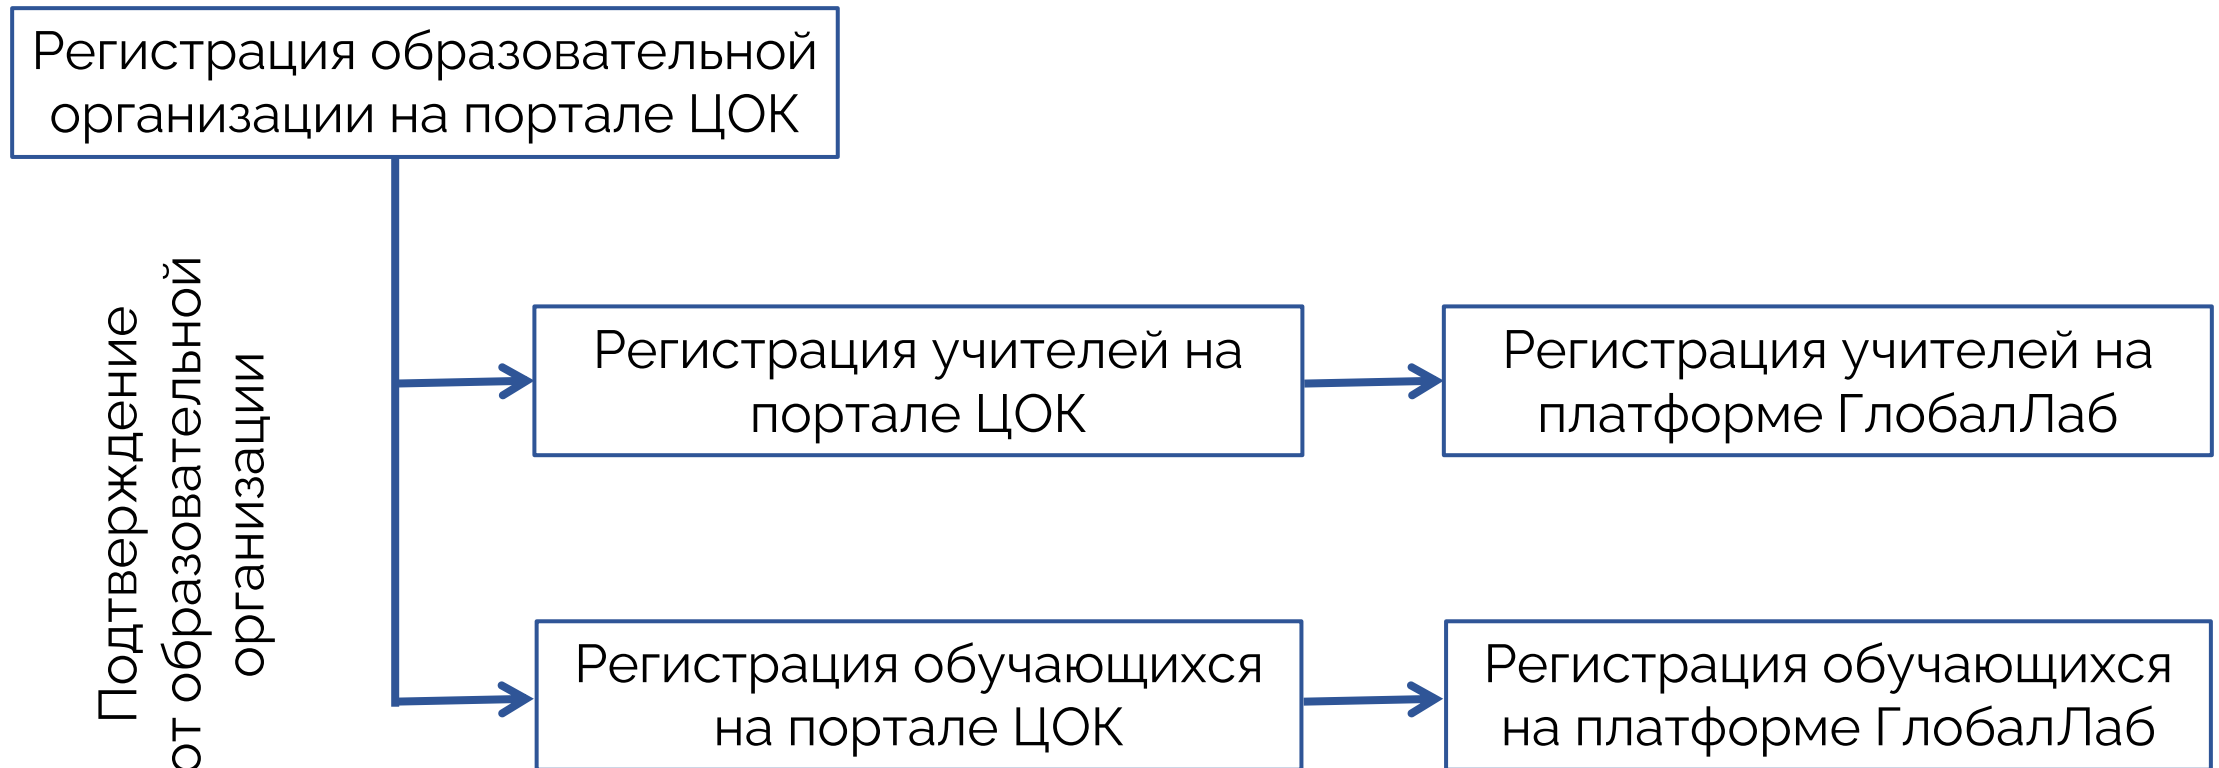 Регистрация образовательной
организации на портале ЦОК
Подтверждение
от образовательной
организации
Регистрация учителей на
портале ЦОК
Регистрация учителей на
платформе ГлобалЛаб
Регистрация обучающихся
на портале ЦОК
Регистрация обучающихся
на платформе ГлобалЛаб